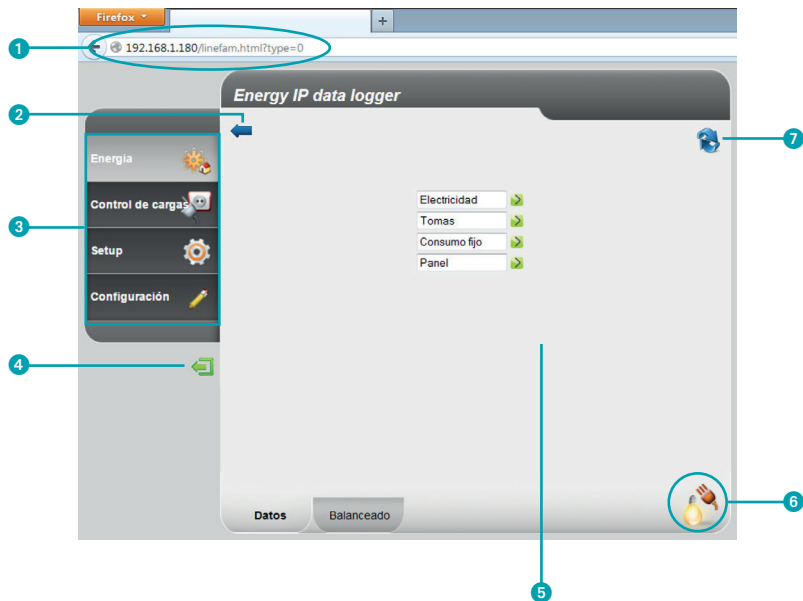 Firefox
+
1
192.168.1.180/linefam.html?type=0
Energy IP data logger
2
7
Energia
Control de cargas
3
Setup
Configuración
Electricidad
Tomas
Consumo fijo
Panel
4
6
Datos
Balanceado
5